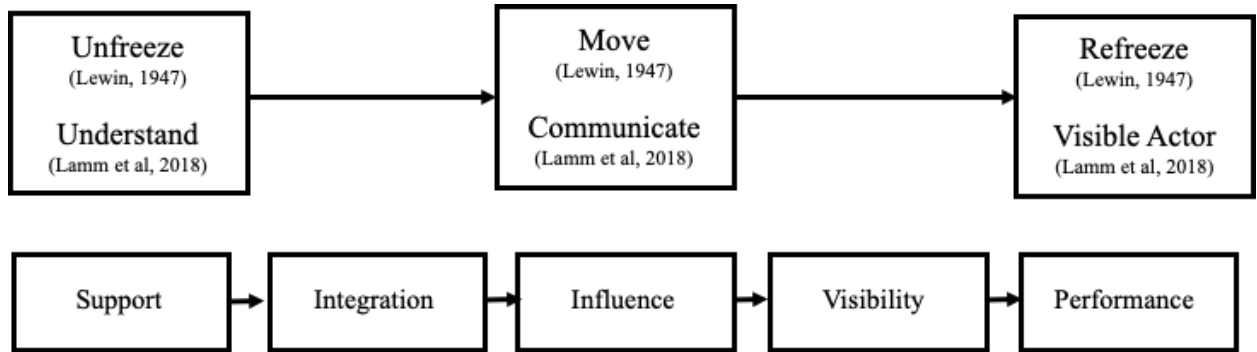 Unfreeze
(Lewin, 1947)
Understand
(Lamm et al, 2018)
Move
(Lewin, 1947)
Communicate
(Lamm et al, 2018)
Refreeze
(Lewin, 1947)
Visible Actor
(Lamm et al, 2018)
Support
Integration
Influence
Visibility
Performance